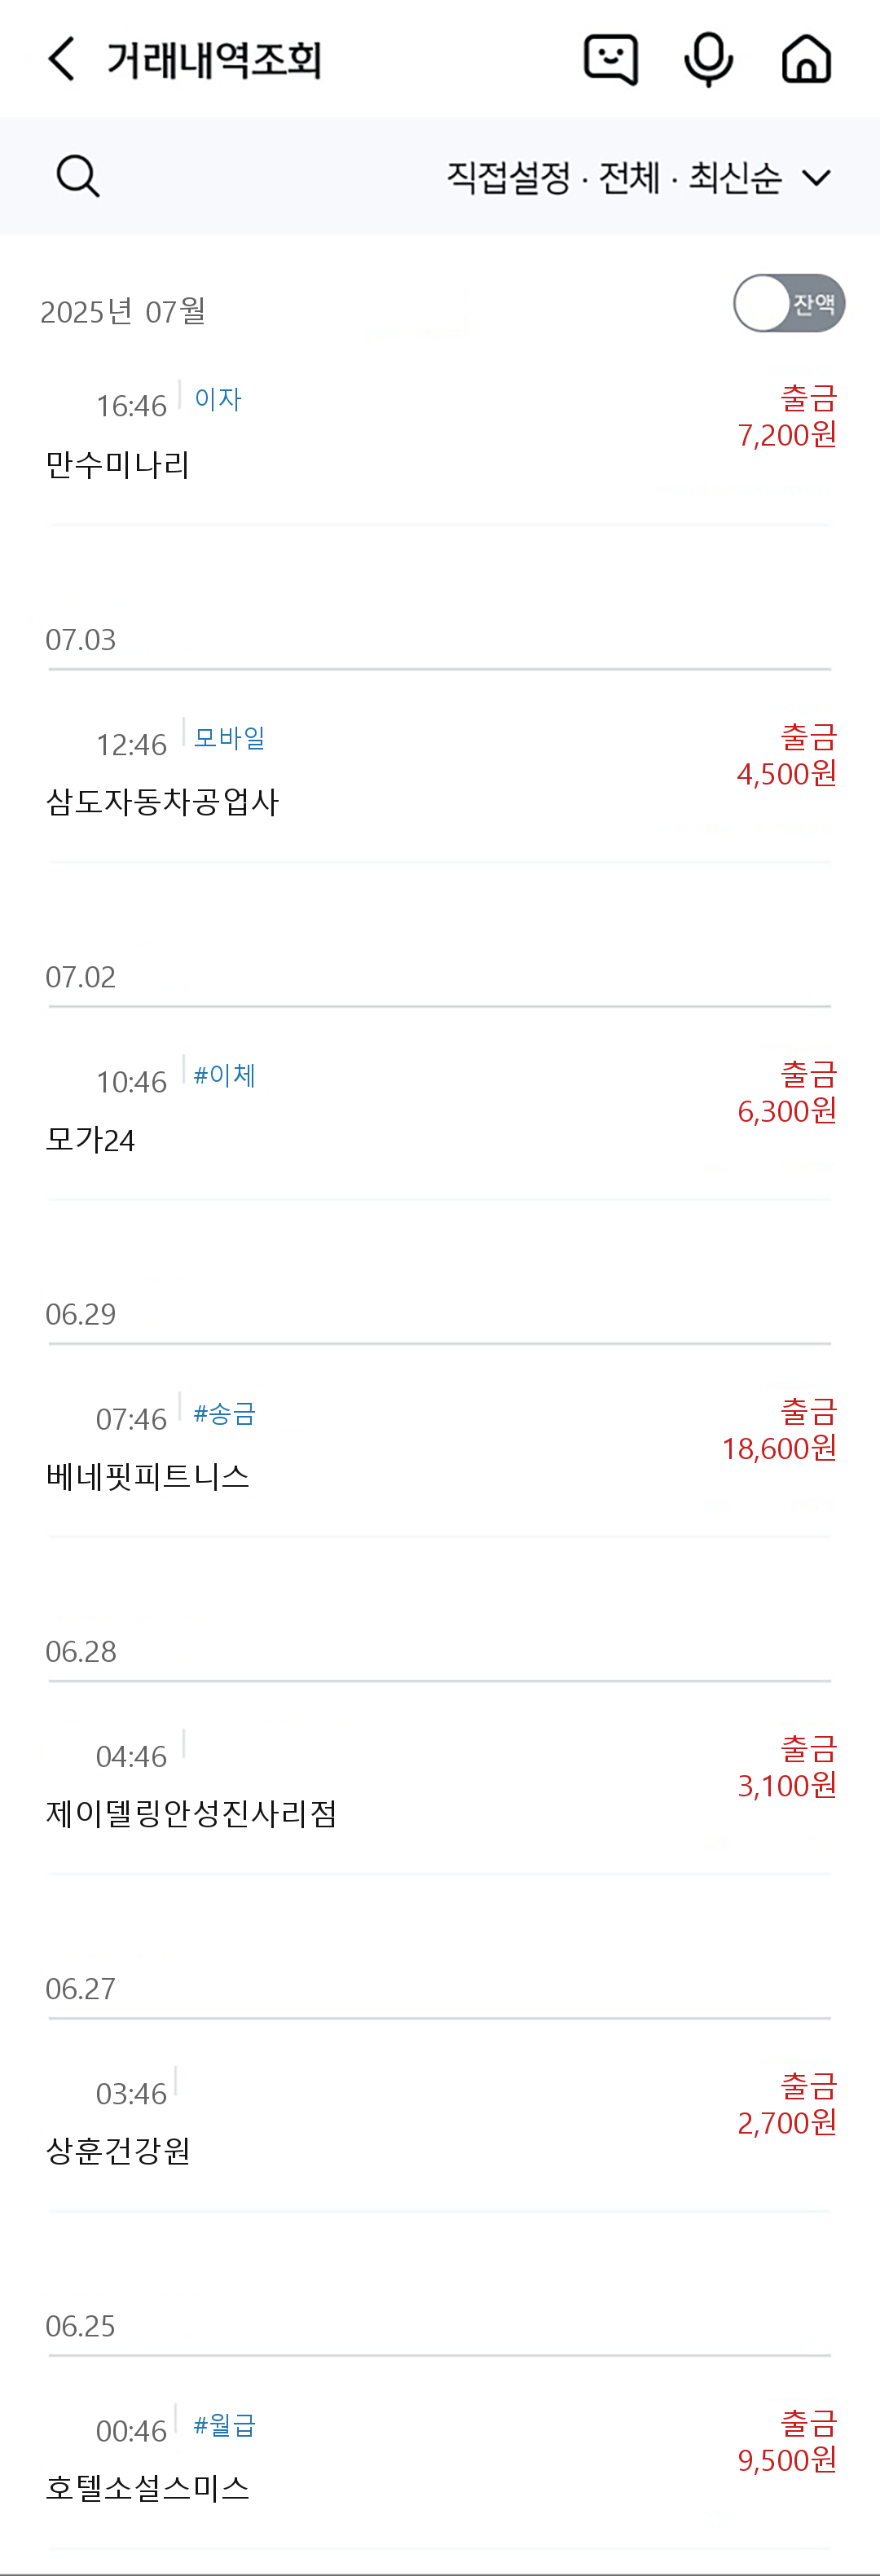 거래내역조회
직접설정 · 전체 · 최신순
2025년 07월
잔액
16:46 이자
출금
7,200원
만수미나리
07.03
12:46 모바일
출금
4,500원
삼도자동차공업사
07.02
10:46 #이체
출금
6,300원
모가24
06.29
07:46 #송금
출금
18,600원
베네핏피트니스
06.28
04:46
출금
3,100원
제이델링안성진사리점
06.27
03:46
출금
2,700원
상훈건강원
06.25
00:46 #월급
출금
9,500원
호텔소설스미스